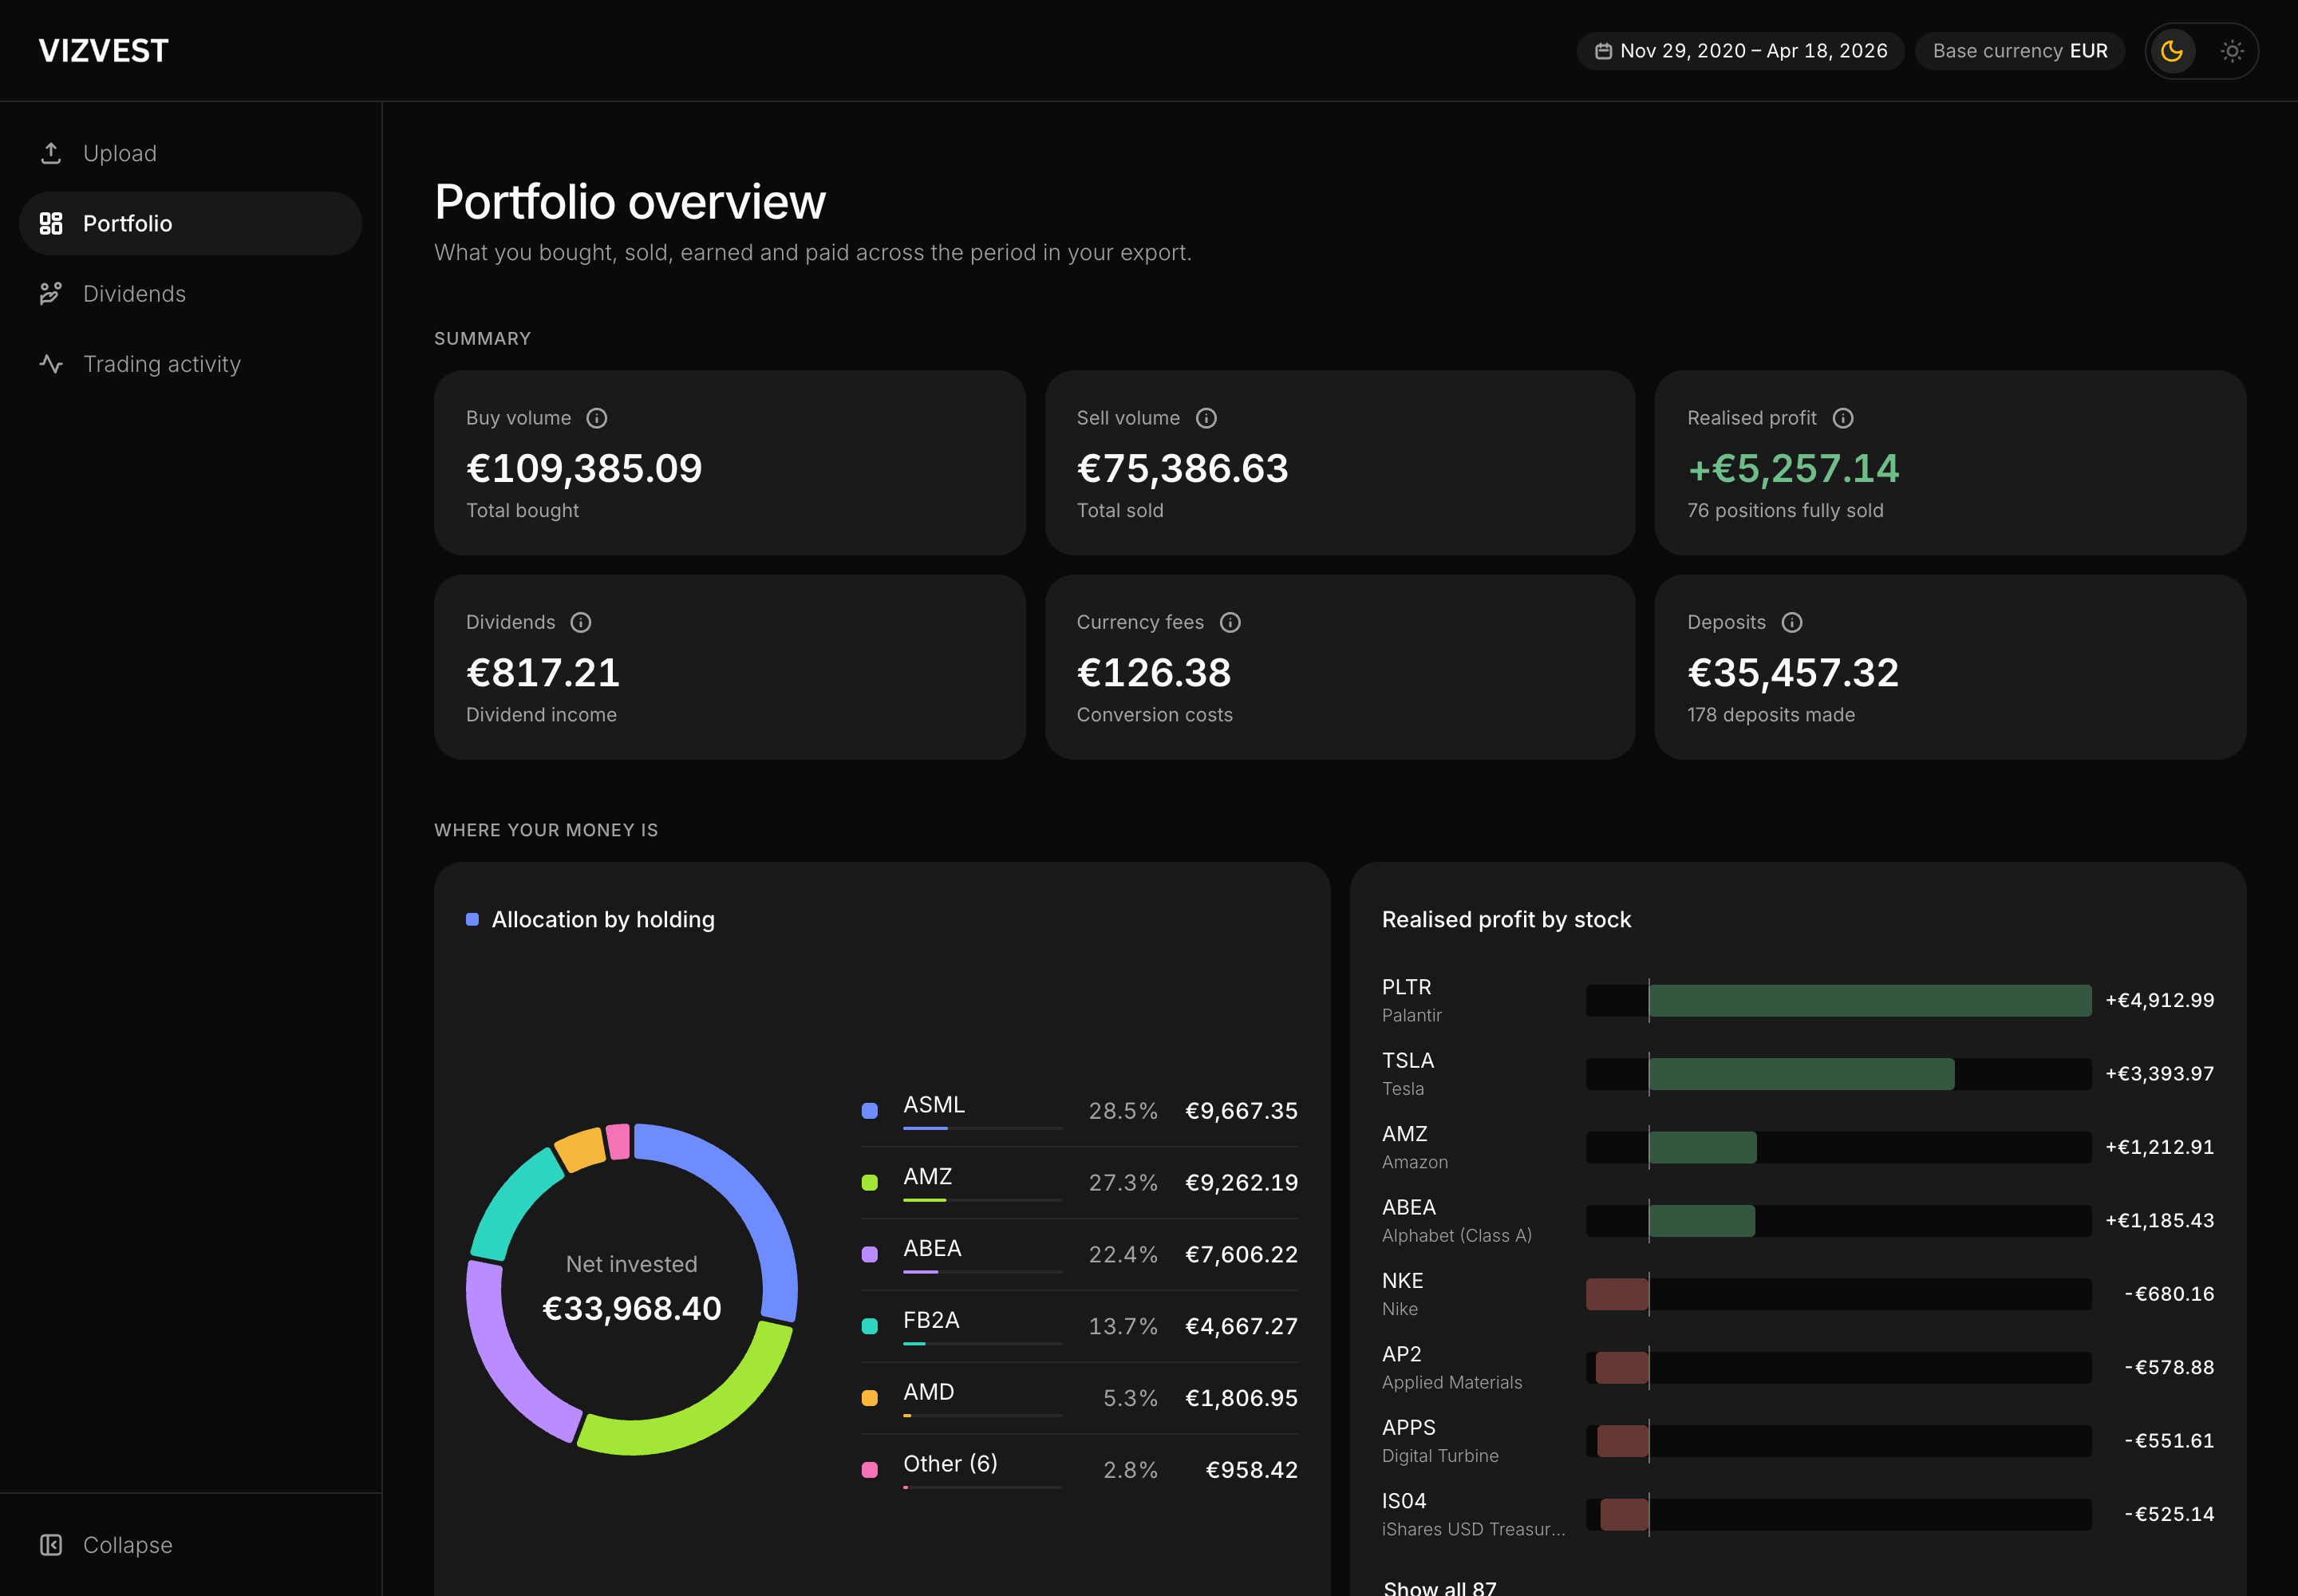 VIZVEST
Nov 29, 2020 – Apr 18, 2026
Base currency EUR
Upload
Portfolio
Dividends
Trading activity
Collapse
Portfolio overview
What you bought, sold, earned and paid across the period in your export.
SUMMARY
Buy volume
€109,385.09
Total bought
Sell volume
€75,386.63
Total sold
Realised profit
+€5,257.14
76 positions fully sold
Dividends
€817.21
Dividend income
Currency fees
€126.38
Conversion costs
Deposits
€35,457.32
178 deposits made
WHERE YOUR MONEY IS
Allocation by holding
Net invested
€33,968.40
ASML 28.5% €9,667.35
AMZ 27.3% €9,262.19
ABEA 22.4% €7,606.22
FB2A 13.7% €4,667.27
AMD 5.3% €1,806.95
Other (6) 2.8% €958.42
Realised profit by stock
PLTR
Palantir
+€4,912.99
TSLA
Tesla
+€3,393.97
AMZ
Amazon
+€1,212.91
ABEA
Alphabet (Class A)
+€1,185.43
NKE
Nike
-€680.16
AP2
Applied Materials
-€578.88
APPS
Digital Turbine
-€551.61
IS04
iShares USD Treasur...
-€525.14
Show all 87